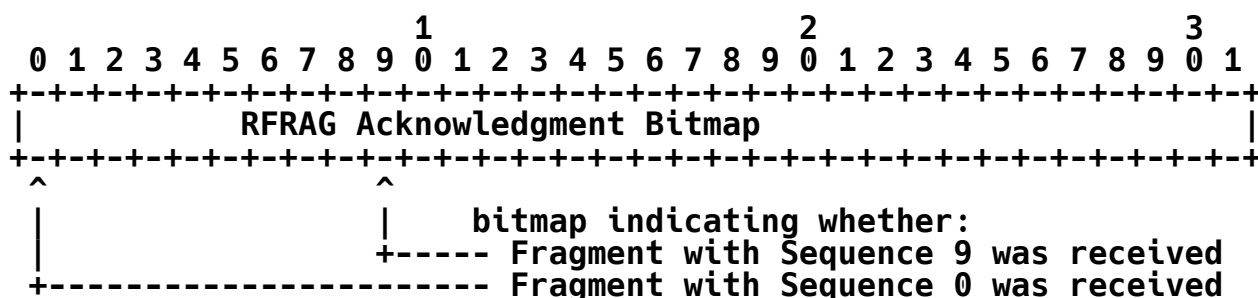 1                   2                   3
 0 1 2 3 4 5 6 7 8 9 0 1 2 3 4 5 6 7 8 9 0 1 2 3 4 5 6 7 8 9 0 1
+-+-+-+-+-+-+-+-+-+-+-+-+-+-+-+-+-+-+-+-+-+-+-+-+-+-+-+-+-+-+-+-+
|           RFRAG Acknowledgment Bitmap                         |
+-+-+-+-+-+-+-+-+-+-+-+-+-+-+-+-+-+-+-+-+-+-+-+-+-+-+-+-+-+-+-+-+
 ^                 ^
 |                 |    bitmap indicating whether:
 |                 +----- Fragment with Sequence 9 was received
 +----------------------- Fragment with Sequence 0 was received